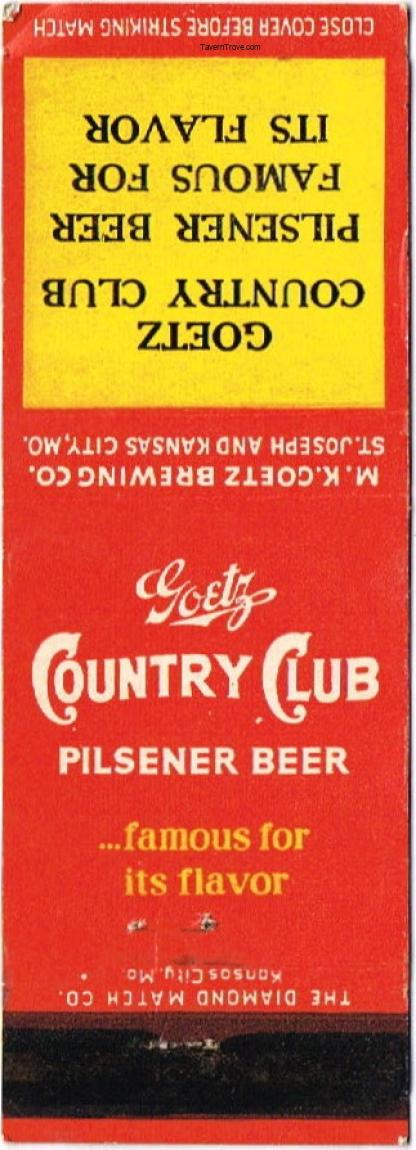 CLOSE COVER BEFORE STRIKING MATCH
TavernTrove.com
GOETZ
COUNTRY CLUB
PILSENER BEER
FAMOUS FOR
ITS FLAVOR
M.K.GOETZ BREWING CO.
ST.JOSEPH AND KANSAS CITY,MO.
Goetz
COUNTRY CLUB
PILSENER BEER
...famous for
its flavor
THE DIAMOND MATCH CO.
Kansas City, Mo.